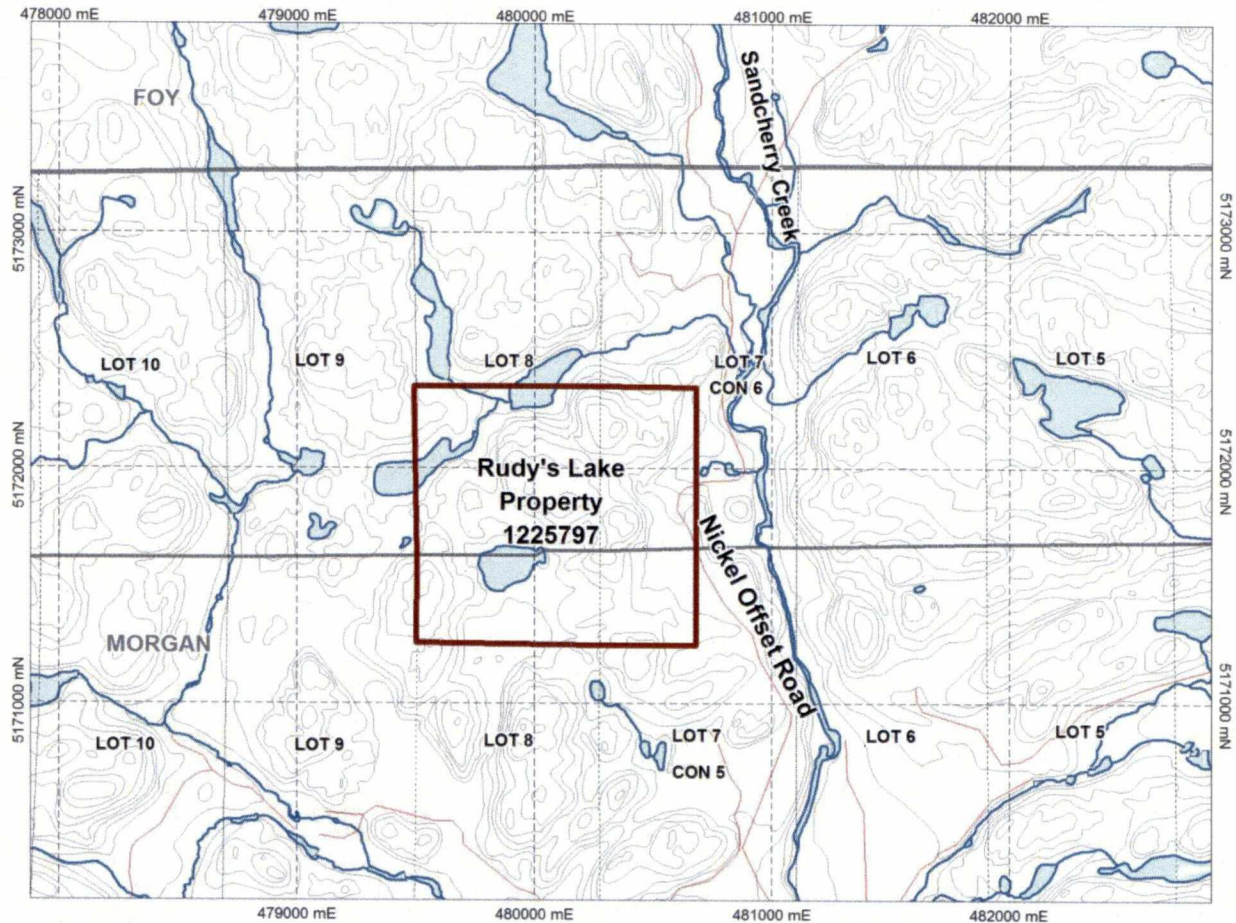 478000 mE
479000 mE
480000 mE
481000 mE
482000 mE
FOY
Sandcherry Creek
5173000 mN
5173000 mN
LOT 10
LOT 9
LOT 8
LOT 7
CON 6
LOT 6
LOT 5
5172000 mN
Rudy's Lake
Property
1225797
5172000 mN
Nickel Offset Road
MORGAN
5171000 mN
5171000 mN
LOT 10
LOT 9
LOT 8
LOT 7
CON 5
LOT 6
LOT 5
479000 mE
480000 mE
481000 mE
482000 mE